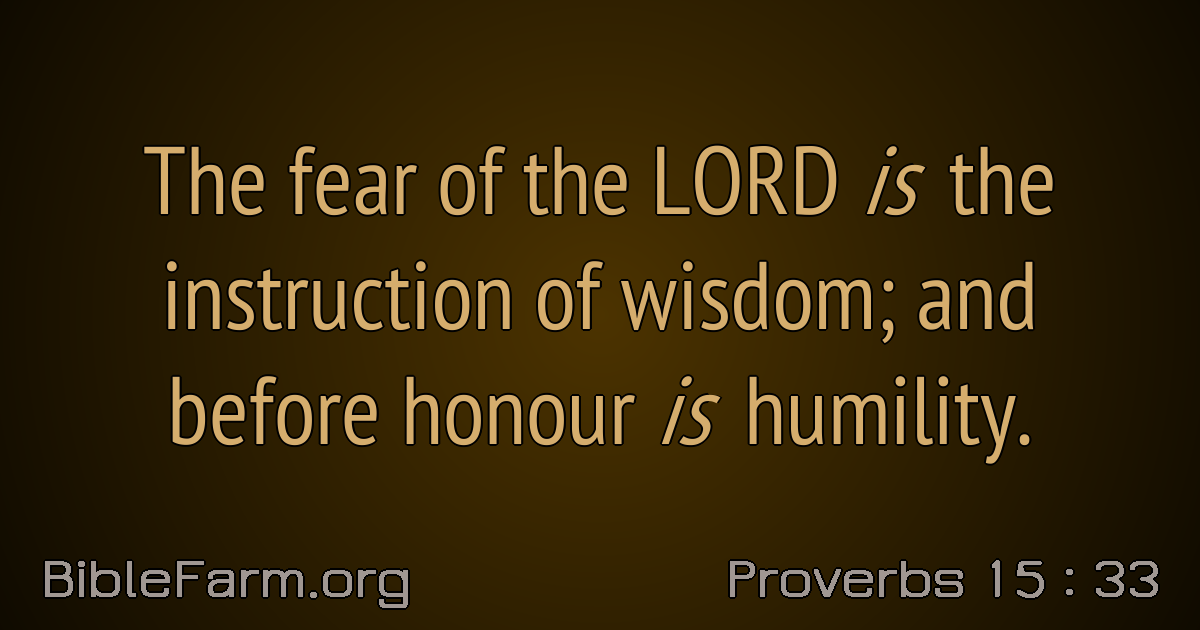 The fear of the LORD is the
instruction of wisdom; and
before honour is humility.
BibleFarm.org
Proverbs 15 : 33